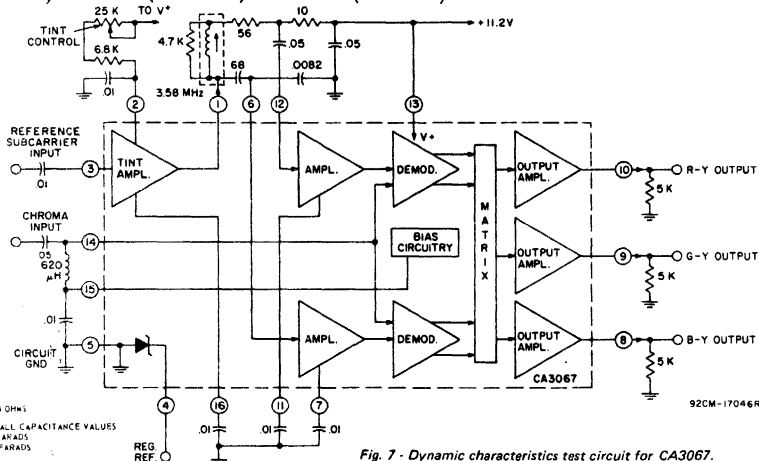 25 K
TO V+
TINT
CONTROL
6.8 K
.01
4.7 K
3.58 MHz
56
10
.05
.05
+11.2V
68
.0082
2
1
6
12
13
REFERENCE
SUBCARRIER
INPUT
.01
3
TINT
AMPL.
AMPL.
V+
DEMOD.
MATRIX
OUTPUT
AMPL.
10
R-Y OUTPUT
5 K
CHROMA
INPUT
.05
620
µH
14
15
BIAS
CIRCUITRY
OUTPUT
AMPL.
9
G-Y OUTPUT
5 K
.01
CIRCUIT
GND
5
AMPL.
DEMOD.
OUTPUT
AMPL.
8
B-Y OUTPUT
5 K
CA3067
4
16
11
7
92CM-17046R
OHMS
ALL CAPACITANCE VALUES
ARADS
FARADS
REG.
REF.
.01
.01
.01
Fig. 7 - Dynamic characteristics test circuit for CA3067.